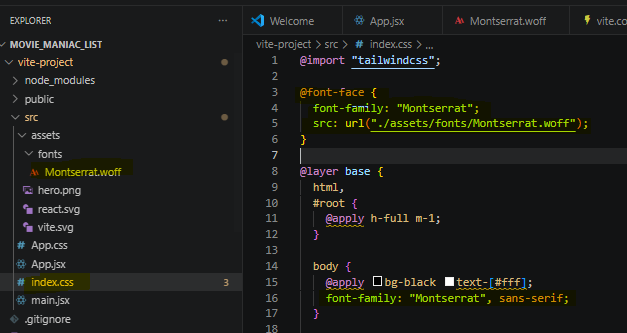 EXPLORER
...
MOVIE_MANIAC_LIST
vite-project
node_modules
public
src
assets
fonts
Montserrat.woff
hero.png
react.svg
vite.svg
App.css
App.jsx
index.css 3
main.jsx
.gitignore
Welcome App.jsx Montserrat.woff vite.co
vite-project > src > # index.css > ...
1 @import "tailwindcss";
2
3 @font-face {
4 font-family: "Montserrat";
5 src: url("./assets/fonts/Montserrat.woff");
6 }
7
8 @layer base {
9 html,
10 #root {
11 @apply h-full m-1;
12 }
13
14 body {
15 @apply bg-black text-[#fff];
16 font-family: "Montserrat", sans-serif;
17 }
18